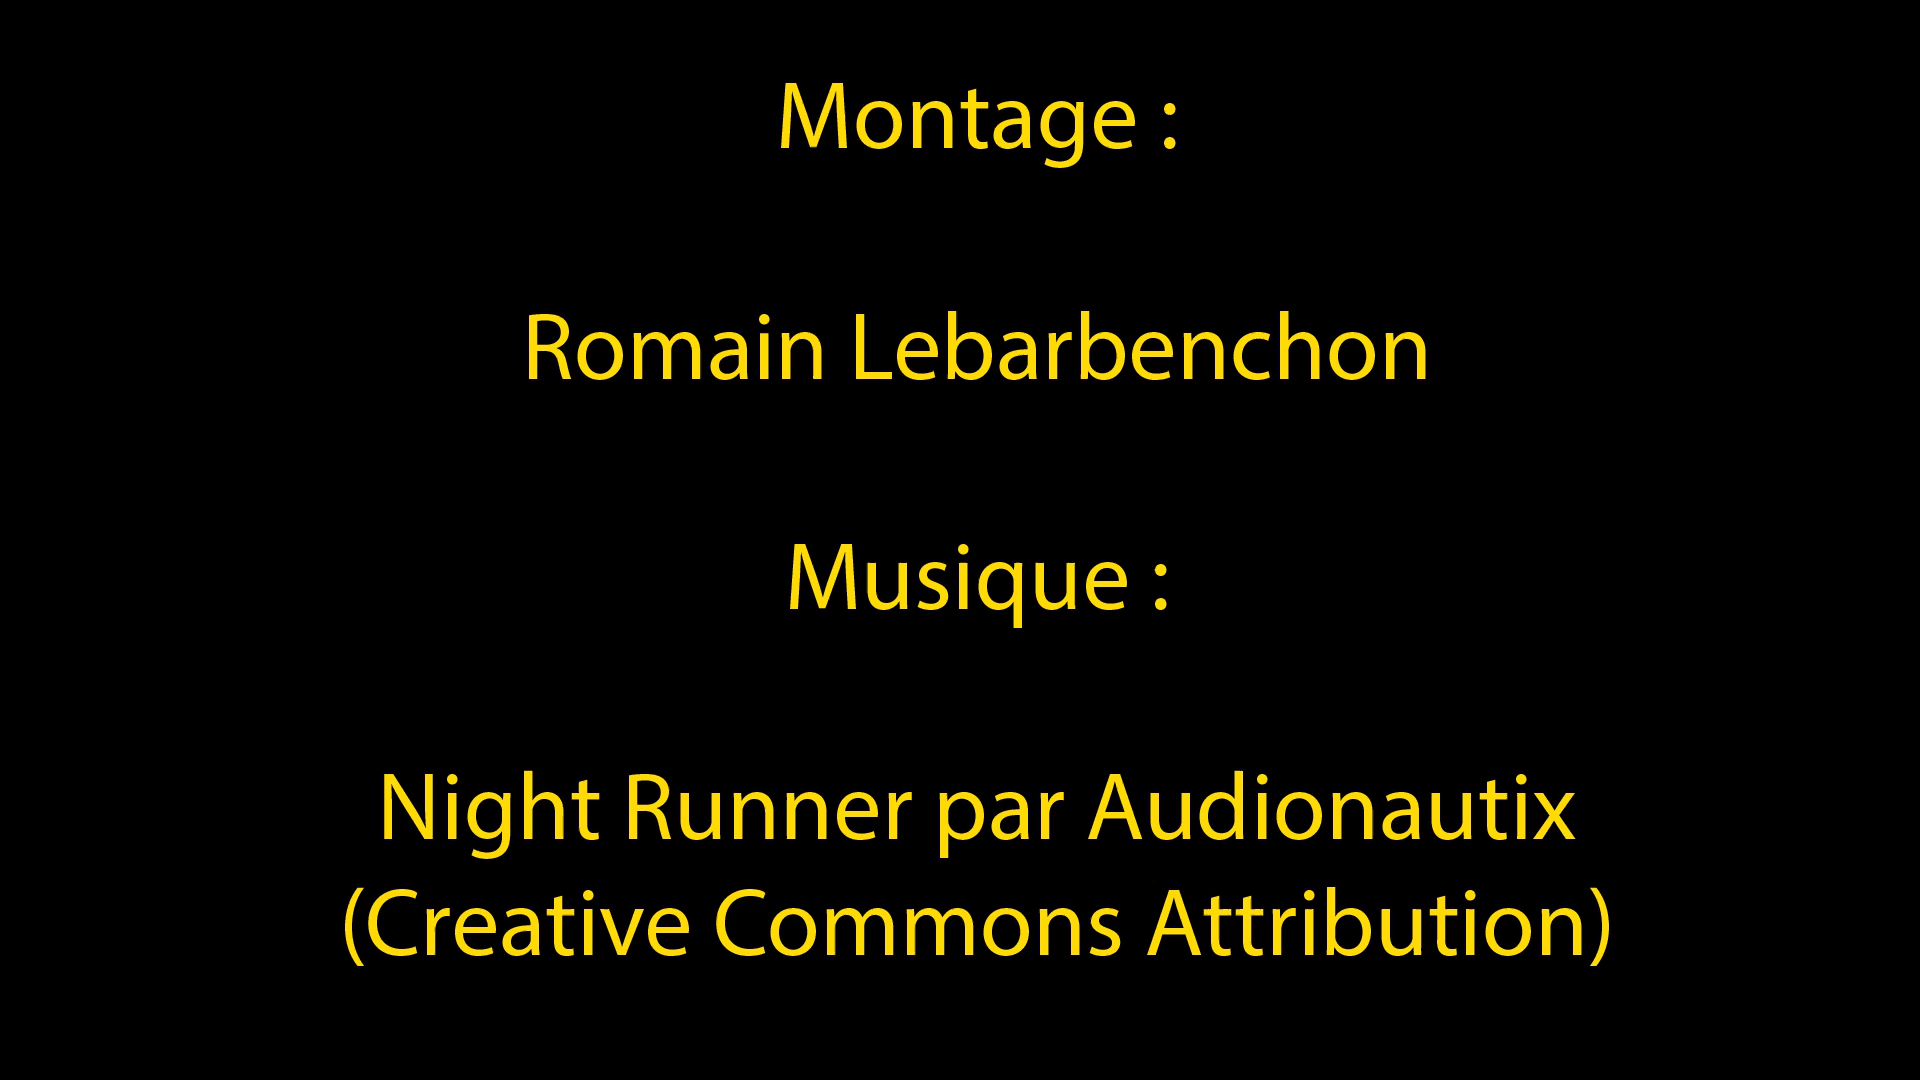 Montage :
Romain Lebarbenchon
Musique :
Night Runner par Audionautix
(Creative Commons Attribution)